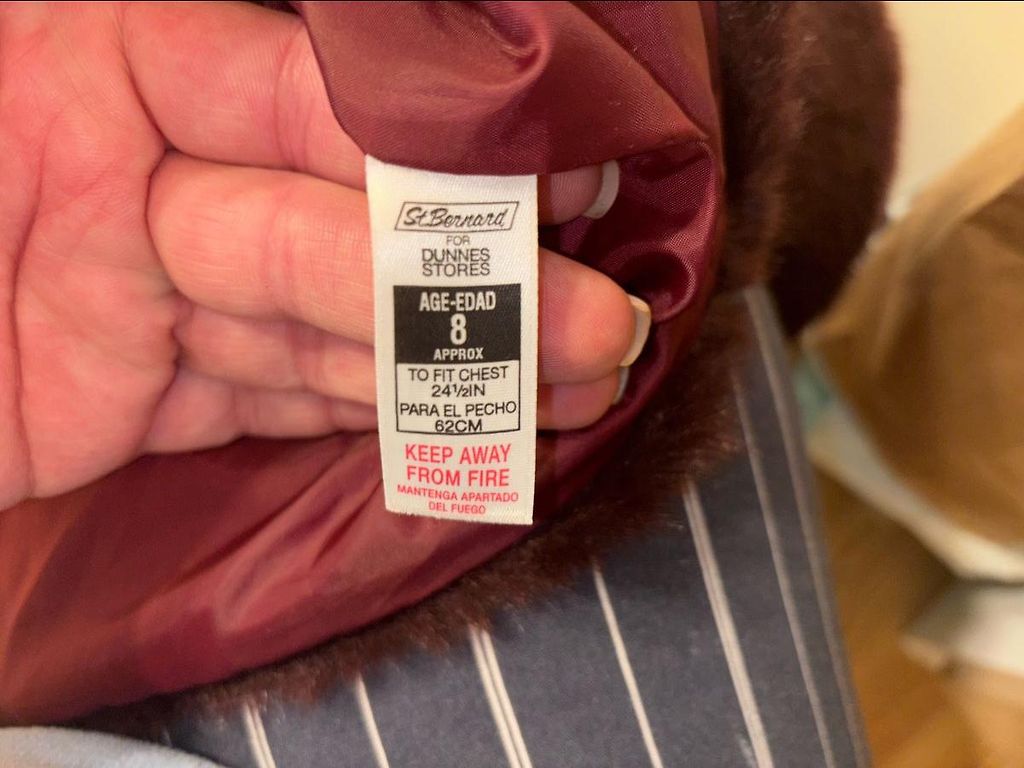 St.Bernard
FOR
DUNNES
STORES
AGE-EDAD
8
APPROX
TO FIT CHEST
24½IN
PARA EL PECHO
62CM
KEEP AWAY
FROM FIRE
MANTENGA APARTADO
DEL FUEGO